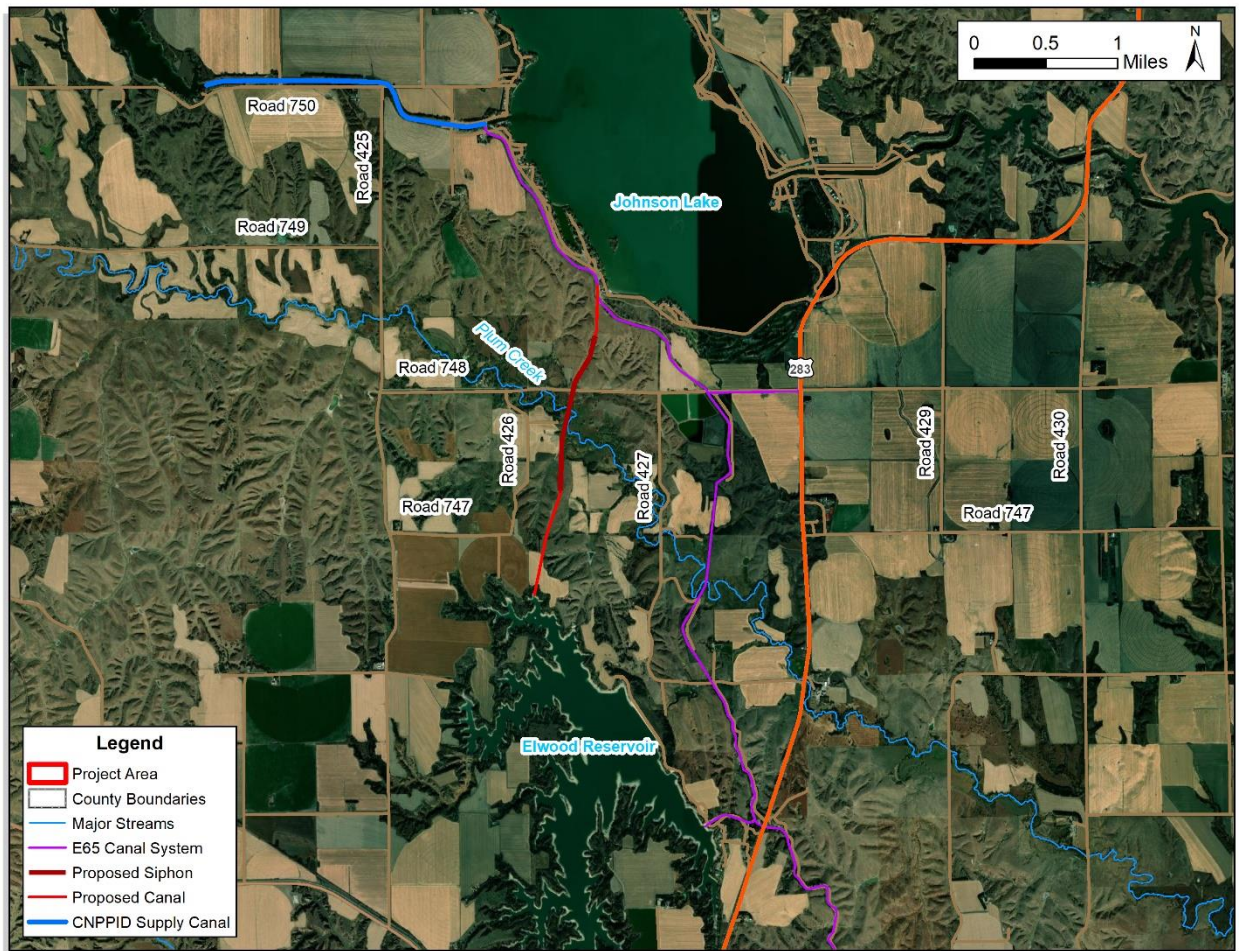 N
0 0.5 1
Miles
Road 750
Road 425
Johnson Lake
Road 749
Plum Creek
Road 748
283
Road 426
Road 427
Road 429
Road 430
Road 747
Road 747
Elwood Reservoir
Legend
Project Area
County Boundaries
Major Streams
E65 Canal System
Proposed Siphon
Proposed Canal
CNPPID Supply Canal